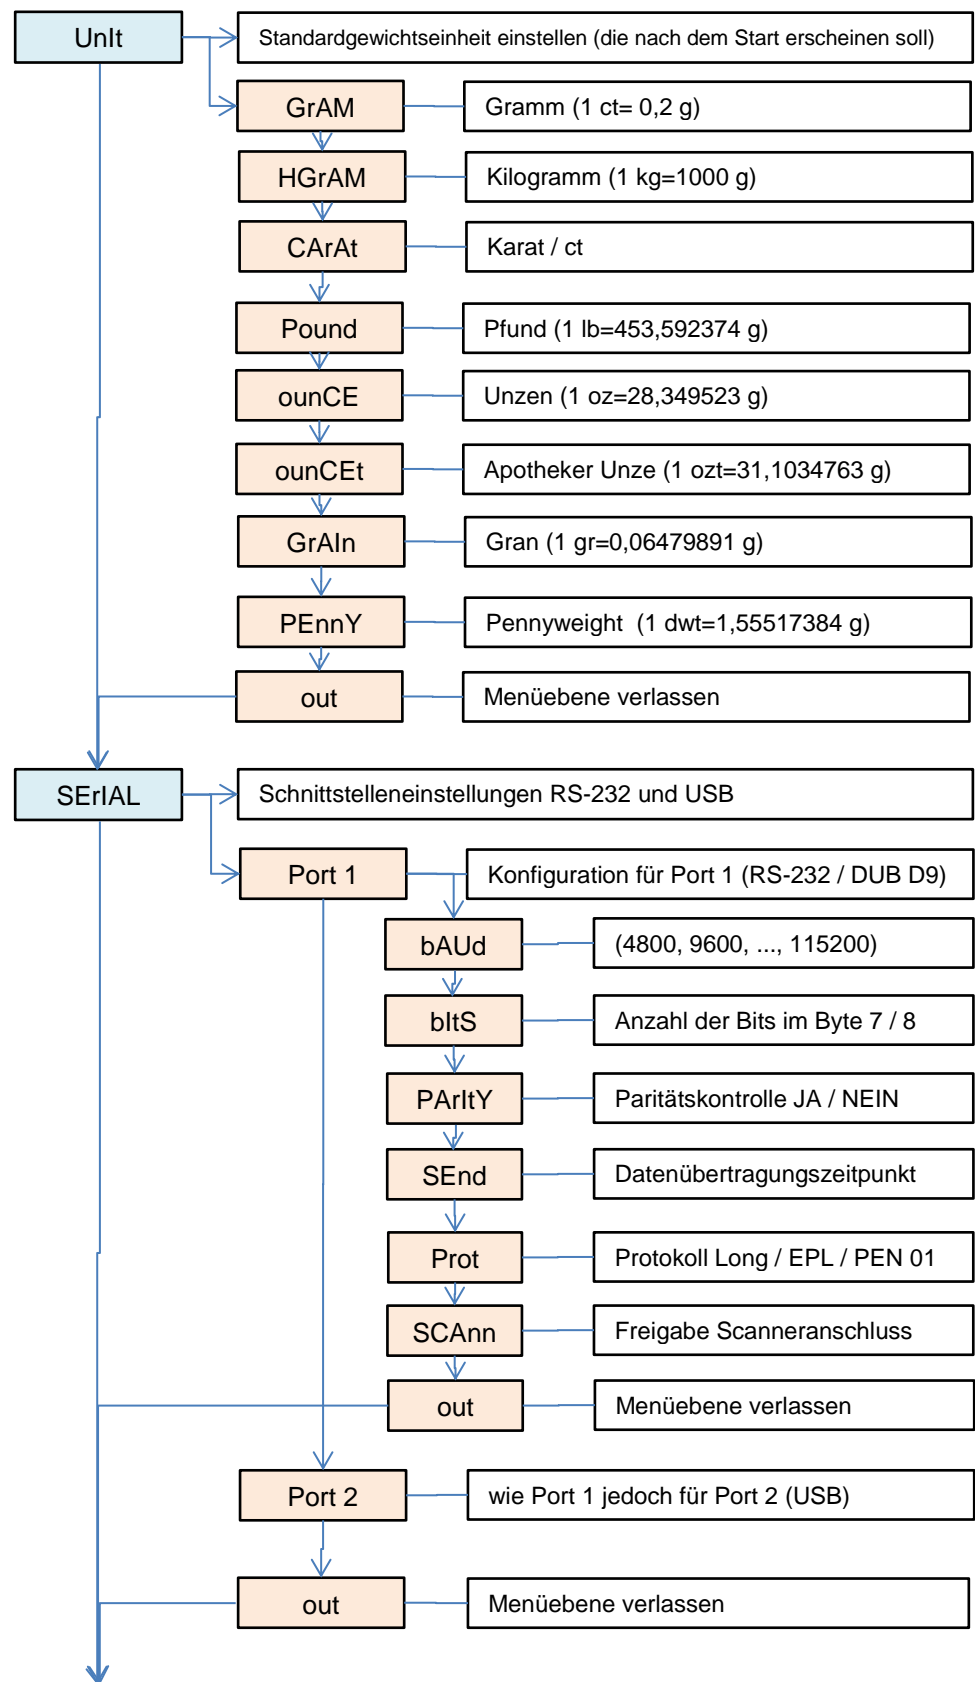 UnIt
Standardgewichtseinheit einstellen (die nach dem Start erscheinen soll)
GrAM
Gramm (1 ct= 0,2 g)
HGrAM
Kilogramm (1 kg=1000 g)
CArAt
Karat / ct
Pound
Pfund (1 lb=453,592374 g)
ounCE
Unzen (1 oz=28,349523 g)
ounCEt
Apotheker Unze (1 ozt=31,1034763 g)
GrAIn
Gran (1 gr=0,06479891 g)
PEnnY
Pennyweight (1 dwt=1,55517384 g)
out
Menüebene verlassen
SErIAL
Schnittstelleneinstellungen RS-232 und USB
Port 1
Konfiguration für Port 1 (RS-232 / DUB D9)
bAUd
(4800, 9600, ..., 115200)
bItS
Anzahl der Bits im Byte 7 / 8
PArItY
Paritätskontrolle JA / NEIN
SEnd
Datenübertragungszeitpunkt
Prot
Protokoll Long / EPL / PEN 01
SCAnn
Freigabe Scanneranschluss
out
Menüebene verlassen
Port 2
wie Port 1 jedoch für Port 2 (USB)
out
Menüebene verlassen